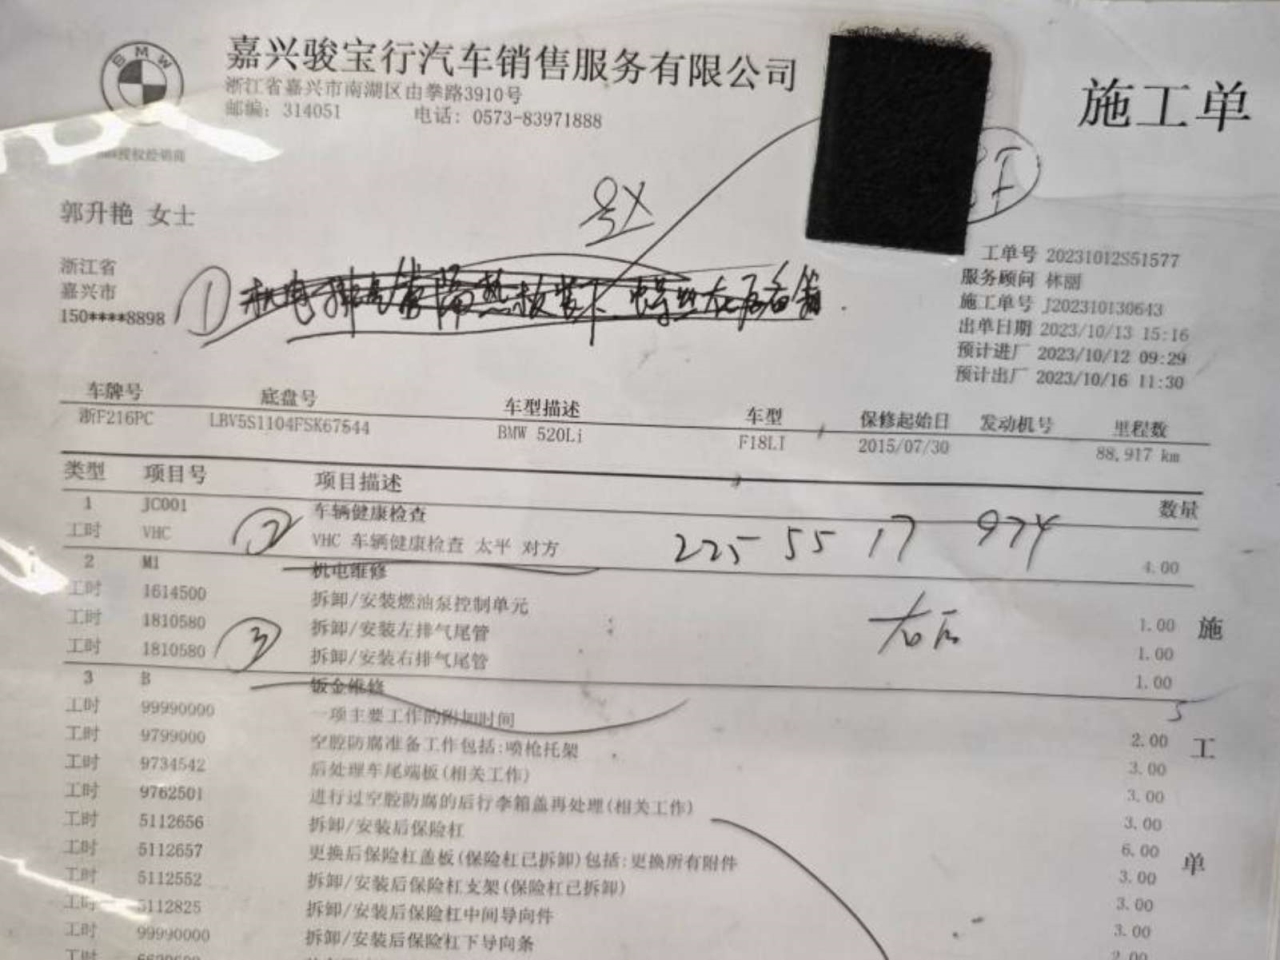 BMW
嘉兴骏宝行汽车销售服务有限公司
浙江省嘉兴市南湖区由拳路3910号
邮编: 314051 电话: 0573-83971888
授权经销商
施工单
郭升艳 女士
浙江省
嘉兴市
150****8898
工单号 20231012S51577
服务顾问 林丽
施工单号 J202310130643
出单日期 2023/10/13 15:16
预计进厂 2023/10/12 09:29
预计出厂 2023/10/16 11:30
①
车牌号 底盘号 车型描述 车型 保修起始日 发动机号 里程数
浙F216PC LBV5S1104FSK67544 BMW 520Li F18LI 2015/07/30 88,917 km
类型 项目号 项目描述 数量
1 JC001 车辆健康检查
工时 VHC ② VHC 车辆健康检查 太平 对方 225 55 17 974 4.00
2 M1 机电维修
工时 1614500 拆卸/安装燃油泵控制单元 右后 1.00
工时 1810580 拆卸/安装左排气尾管 1.00
工时 1810580 ③ 拆卸/安装右排气尾管 1.00
3 B 钣金维修
工时 99990000 一项主要工作的附加时间 2.00
工时 9799000 空腔防腐准备工作包括:喷枪托架 3.00
工时 9734542 后处理车尾端板(相关工作) 3.00
工时 9762501 进行过空腔防腐的后行李箱盖再处理(相关工作) 3.00
工时 5112656 拆卸/安装后保险杠 6.00
工时 5112657 更换后保险杠盖板(保险杠已拆卸)包括:更换所有附件 3.00
工时 5112552 拆卸/安装后保险杠支架(保险杠已拆卸) 3.00
工时 5112825 拆卸/安装后保险杠中间导向件 3.00
工时 99990000 拆卸/安装后保险杠下导向条 2.00
工时
施
工
单